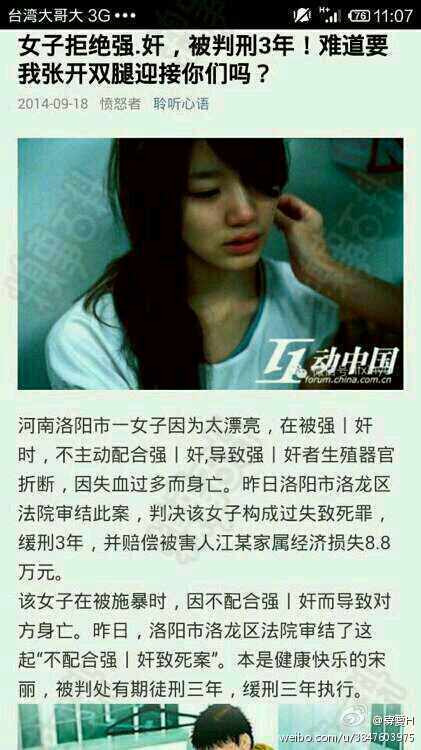 台湾大哥大 3G
H+
76
11:07
女子拒绝强.奸，被判刑3年！难道要
我张开双腿迎接你们吗？
2014-09-18 愤怒者 聆听心语
互动中国
forum.china.com.cn
河南洛阳市一女子因为太漂亮，在被强丨奸
时，不主动配合强丨奸,导致强丨奸者生殖器官
折断，因失血过多而身亡。昨日洛阳市洛龙区
法院审结此案，判决该女子构成过失致死罪，
缓刑3年，并赔偿被害人江某家属经济损失8.8
万元。
该女子在被施暴时，因不配合强丨奸而导致对
方身亡。昨日，洛阳市洛龙区法院审结了这
起“不配合强丨奸致死案”。本是健康快乐的宋
丽，被判处有期徒刑三年，缓刑三年执行。
weibo.com/u/3847603975